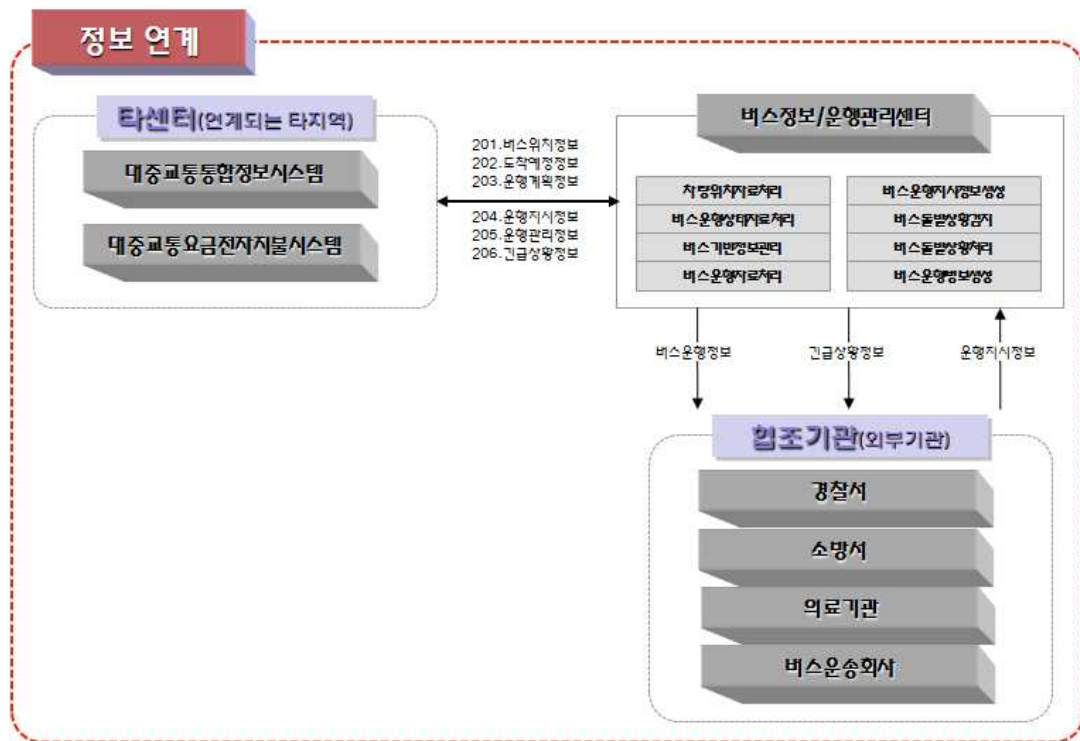 정보 연계
타센터(연계되는 타지역)
대중교통통합정보시스템
대중교통요금전자지불시스템
201.버스위치정보
202.도착예정정보
203.운행계획정보
204.운행지시정보
205.운행관리정보
206.긴급상황정보
버스정보/운행관리센터
차량위치자료처리
버스운행상태자료처리
버스기반정보관리
버스운행자료처리
버스운행지시정보생성
버스돌발상황감지
버스돌발상황처리
버스운행정보생성
버스운행정보
긴급상황정보
운행지시정보
협조기관(외부기관)
경찰서
소방서
의료기관
버스운송회사